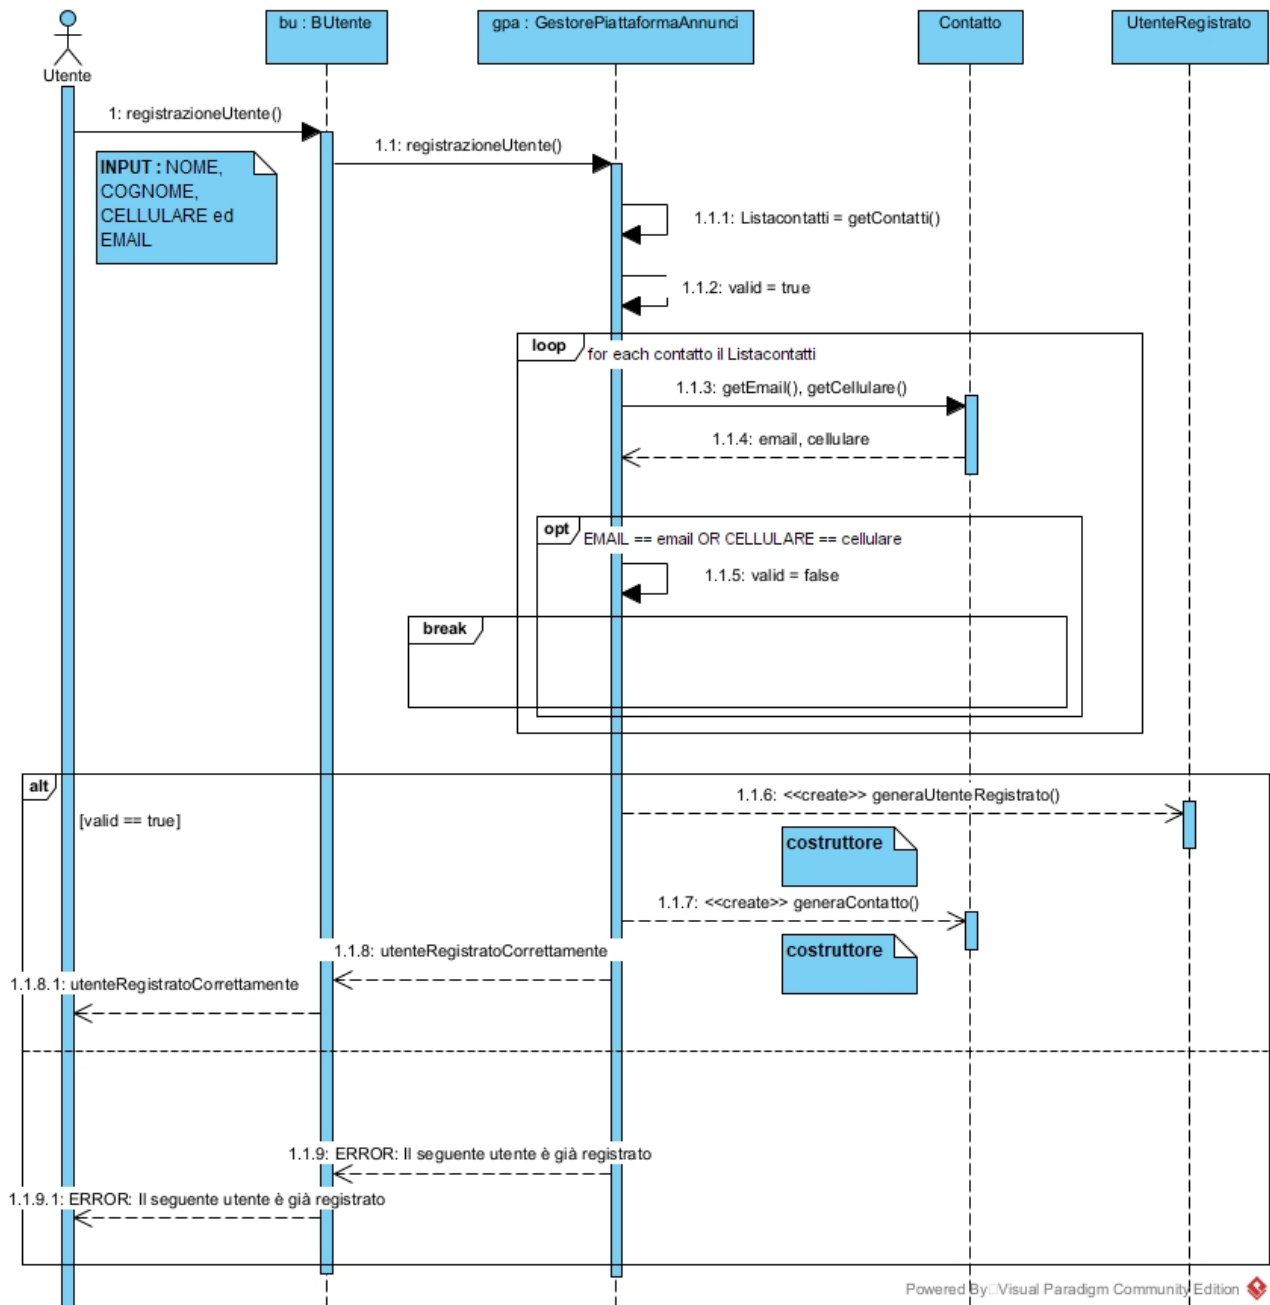 bu : BUtente
gpa : GestorePiattaformaAnnunci
Contatto
UtenteRegistrato
Utente
1: registrazioneUtente()
1.1: registrazioneUtente()
INPUT : NOME,
COGNOME,
CELLULARE ed
EMAIL
1.1.1: Listacontatti = getContatti()
1.1.2: valid = true
loop
for each contatto il Listacontatti
1.1.3: getEmail(), getCellulare()
1.1.4: email, cellulare
opt
EMAIL == email OR CELLULARE == cellulare
1.1.5: valid = false
break
alt
[valid == true]
1.1.6: <<create>> generaUtenteRegistrato()
costruttore
1.1.7: <<create>> generaContatto()
costruttore
1.1.8: utenteRegistratoCorrettamente
1.1.8.1: utenteRegistratoCorrettamente
1.1.9: ERROR: Il seguente utente è già registrato
1.1.9.1: ERROR: Il seguente utente è già registrato
Powered By Visual Paradigm Community Edition